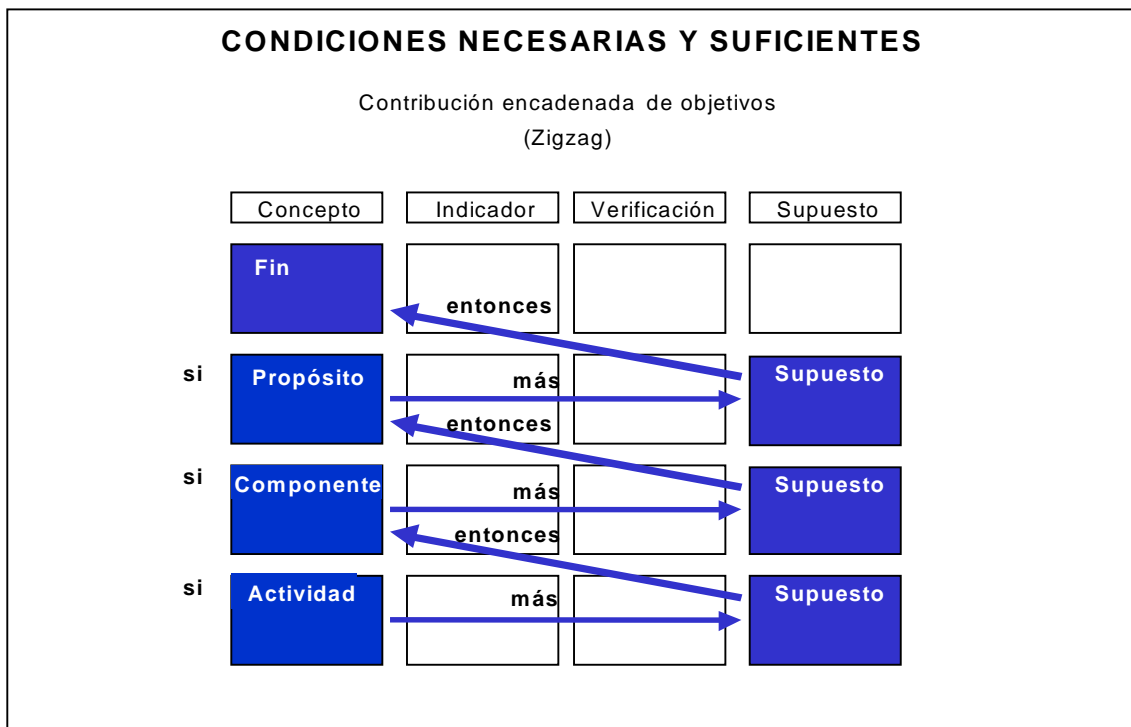 CONDICIONES NECESARIAS Y SUFICIENTES
Contribución encadenada de objetivos
(Zigzag)
Concepto Indicador Verificación Supuesto
Fin
entonces
si Propósito más Supuesto
entonces
si Componente más Supuesto
entonces
si Actividad más Supuesto